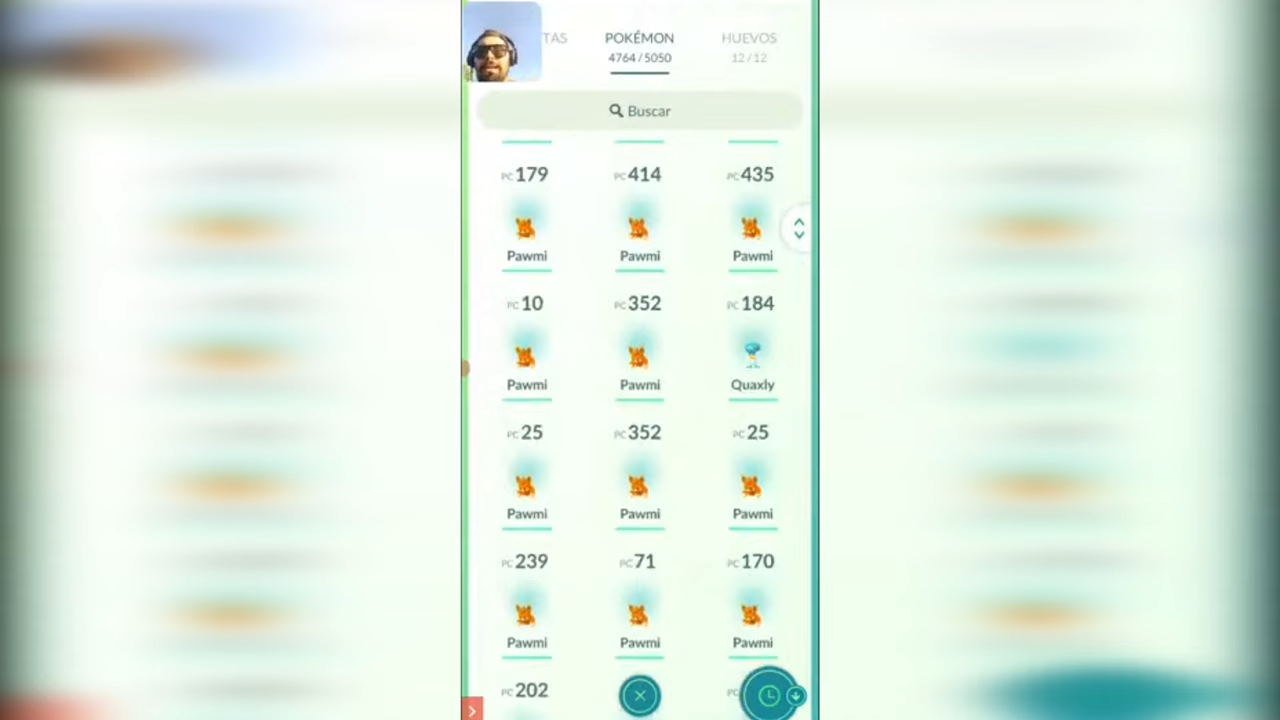 TAS POKÉMON HUEVOS
4764 / 5050 12 / 12
Buscar
PC 179 PC 414 PC 435
Pawmi Pawmi Pawmi
PC 10 PC 352 PC 184
Pawmi Pawmi Quaxly
PC 25 PC 352 PC 25
Pawmi Pawmi Pawmi
PC 239 PC 71 PC 170
Pawmi Pawmi Pawmi
PC 202 PC